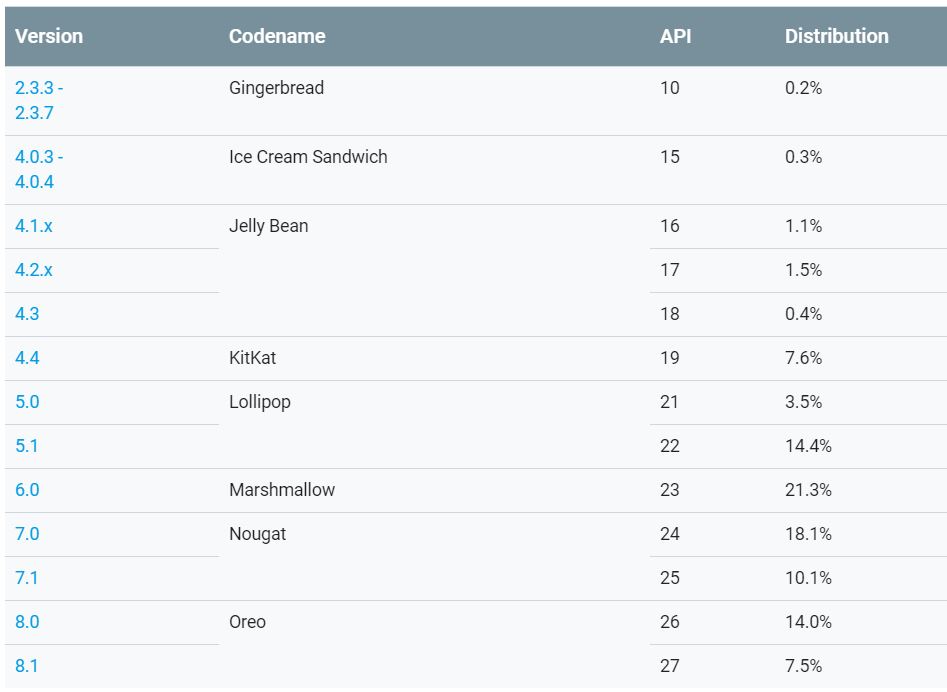 Version Codename API Distribution
2.3.3 - Gingerbread 10 0.2%
2.3.7
4.0.3 - Ice Cream Sandwich 15 0.3%
4.0.4
4.1.x Jelly Bean 16 1.1%
4.2.x 17 1.5%
4.3 18 0.4%
4.4 KitKat 19 7.6%
5.0 Lollipop 21 3.5%
5.1 22 14.4%
6.0 Marshmallow 23 21.3%
7.0 Nougat 24 18.1%
7.1 25 10.1%
8.0 Oreo 26 14.0%
8.1 27 7.5%